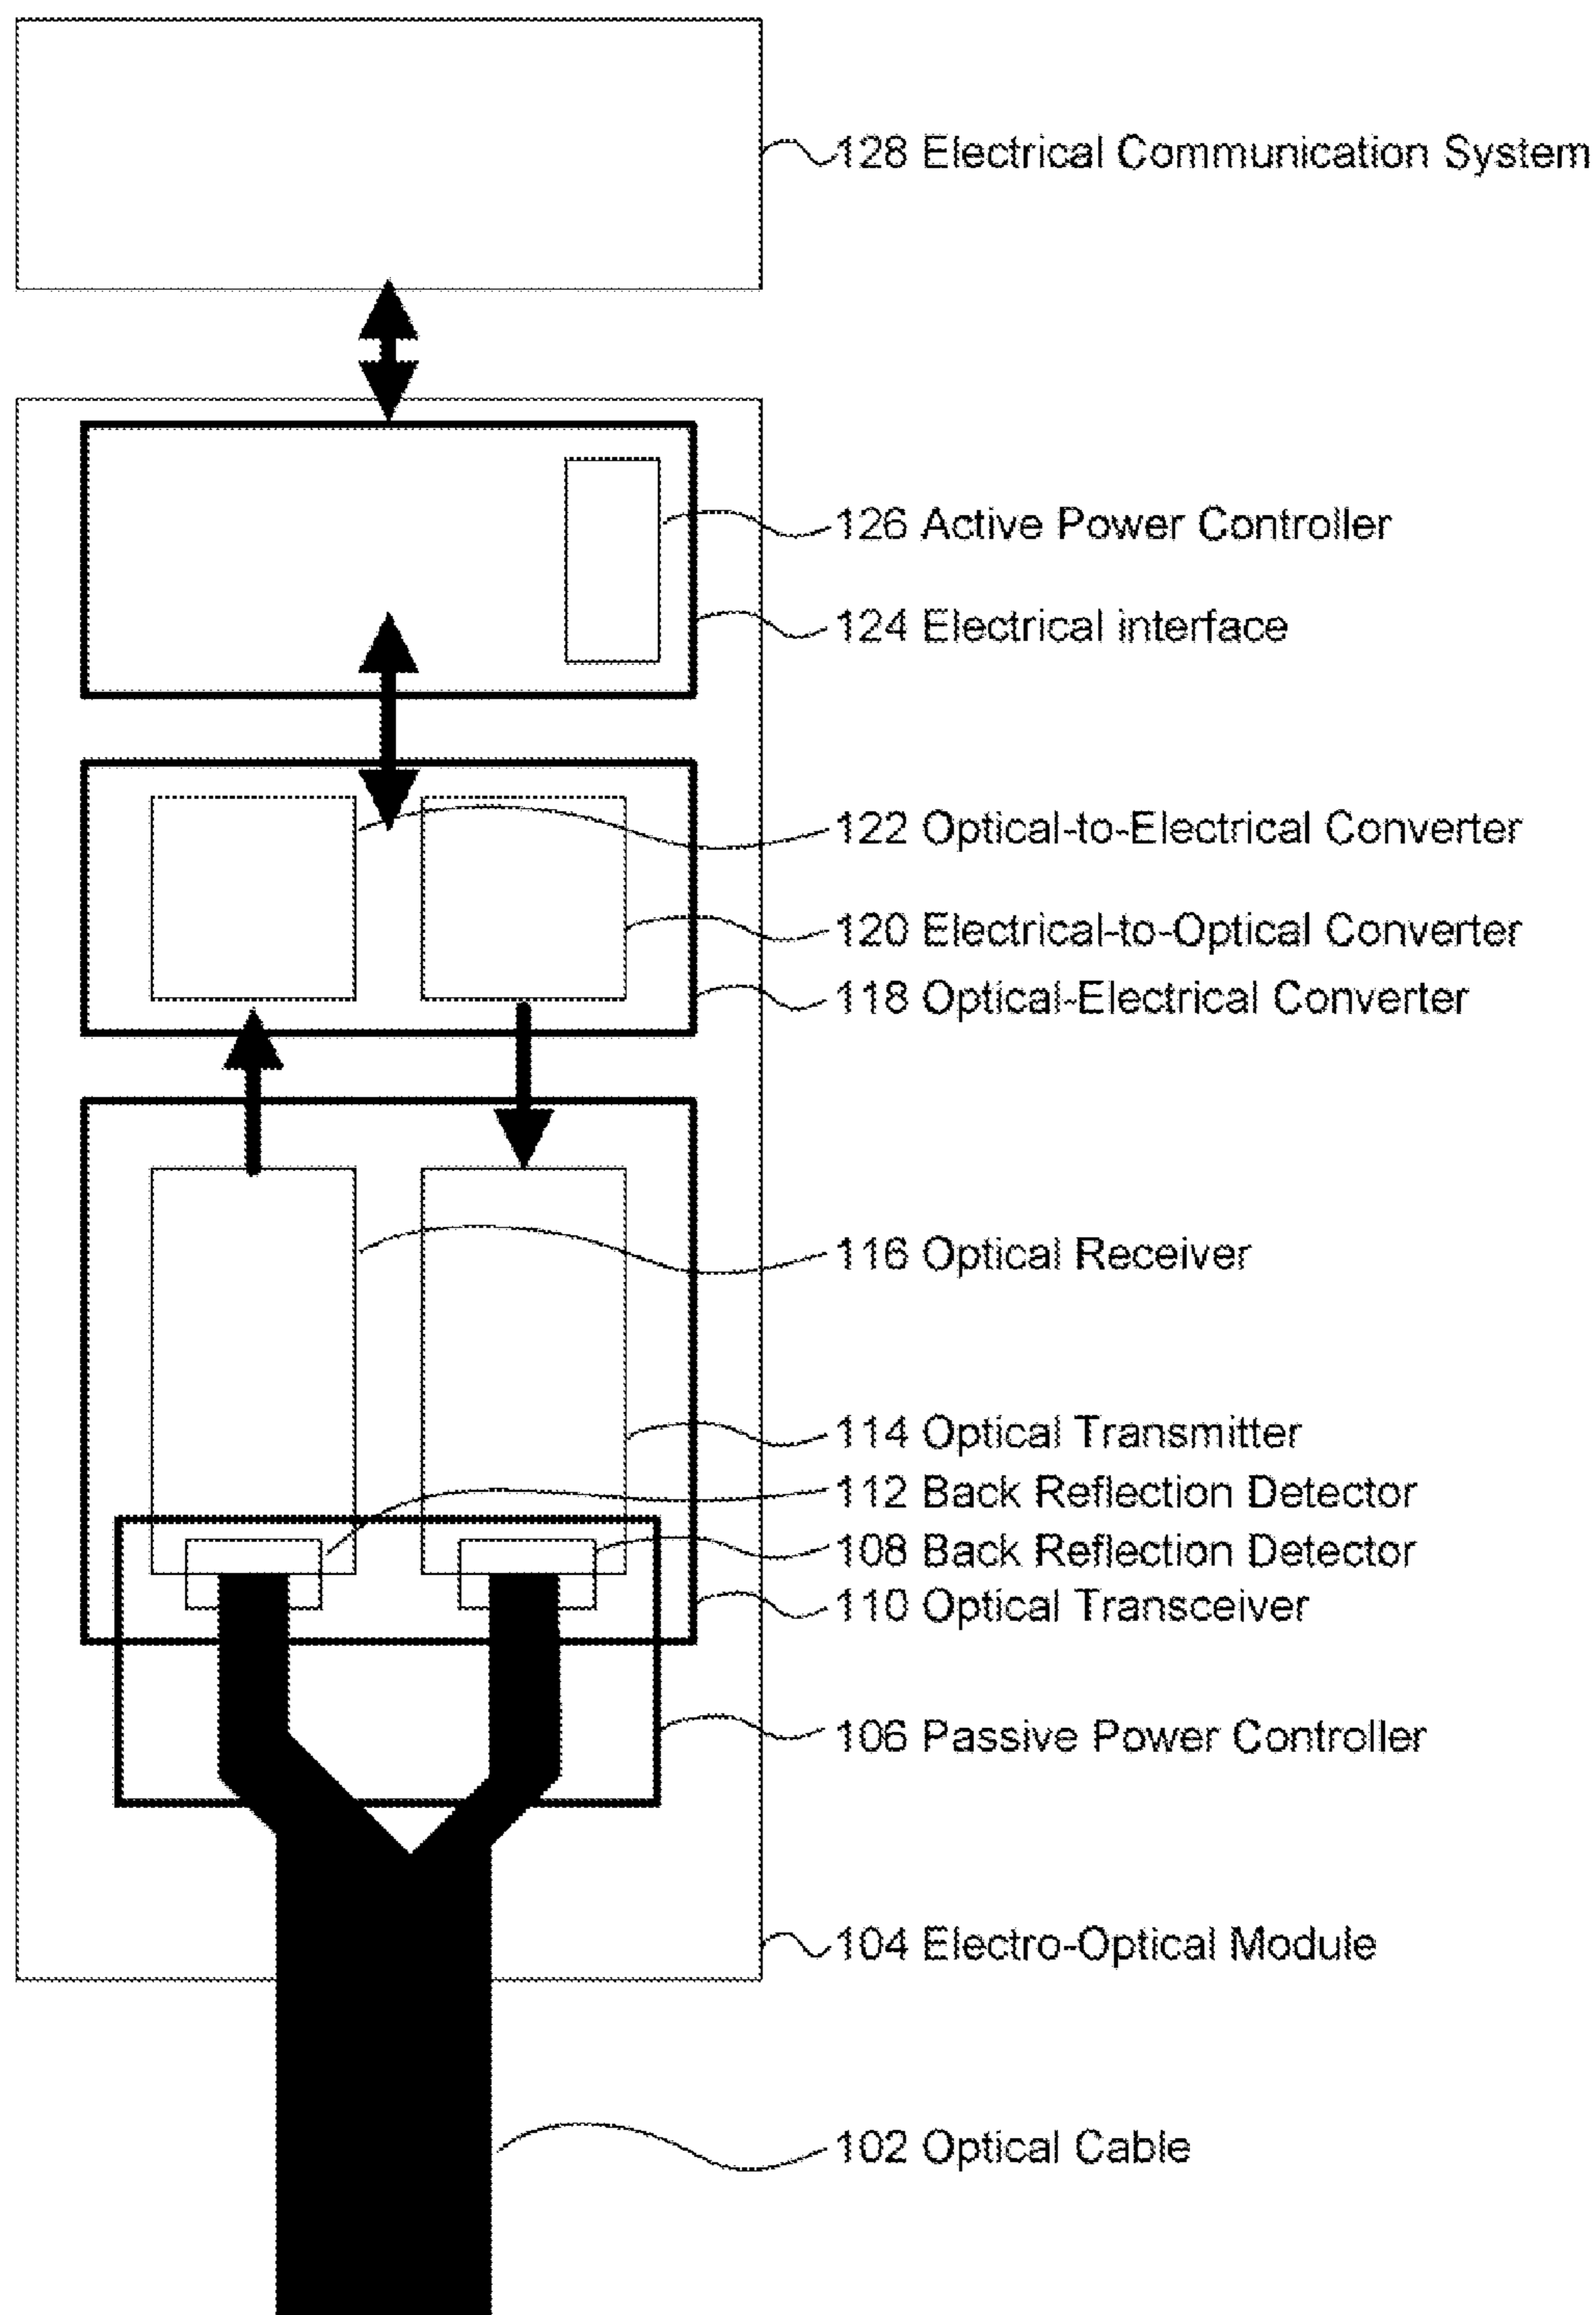 128 Electrical Communication System
126 Active Power Controller
124 Electrical interface
122 Optical-to-Electrical Converter
120 Electrical-to-Optical Converter
118 Optical-Electrical Converter
116 Optical Receiver
114 Optical Transmitter
112 Back Reflection Detector
108 Back Reflection Detector
110 Optical Transceiver
106 Passive Power Controller
104 Electro-Optical Module
102 Optical Cable